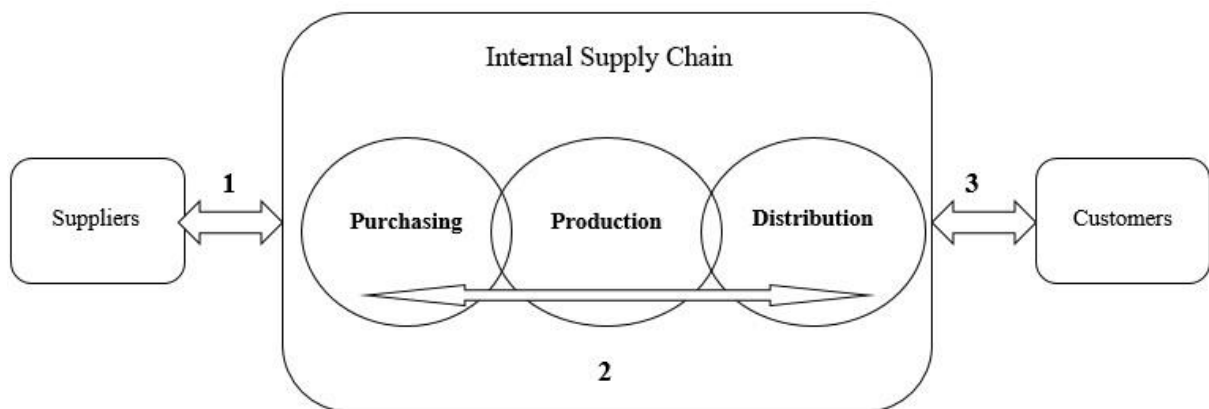 Internal Supply Chain
1
3
Suppliers
Purchasing
Production
Distribution
Customers
2